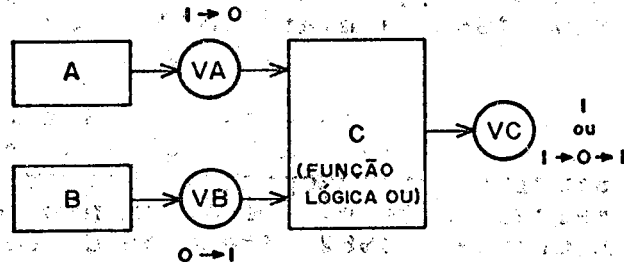 1 → 0
A
VA
C
(FUNÇÃO
LÓGICA OU)
VC
1
ou
1 → 0 → 1
B
VB
0 → 1